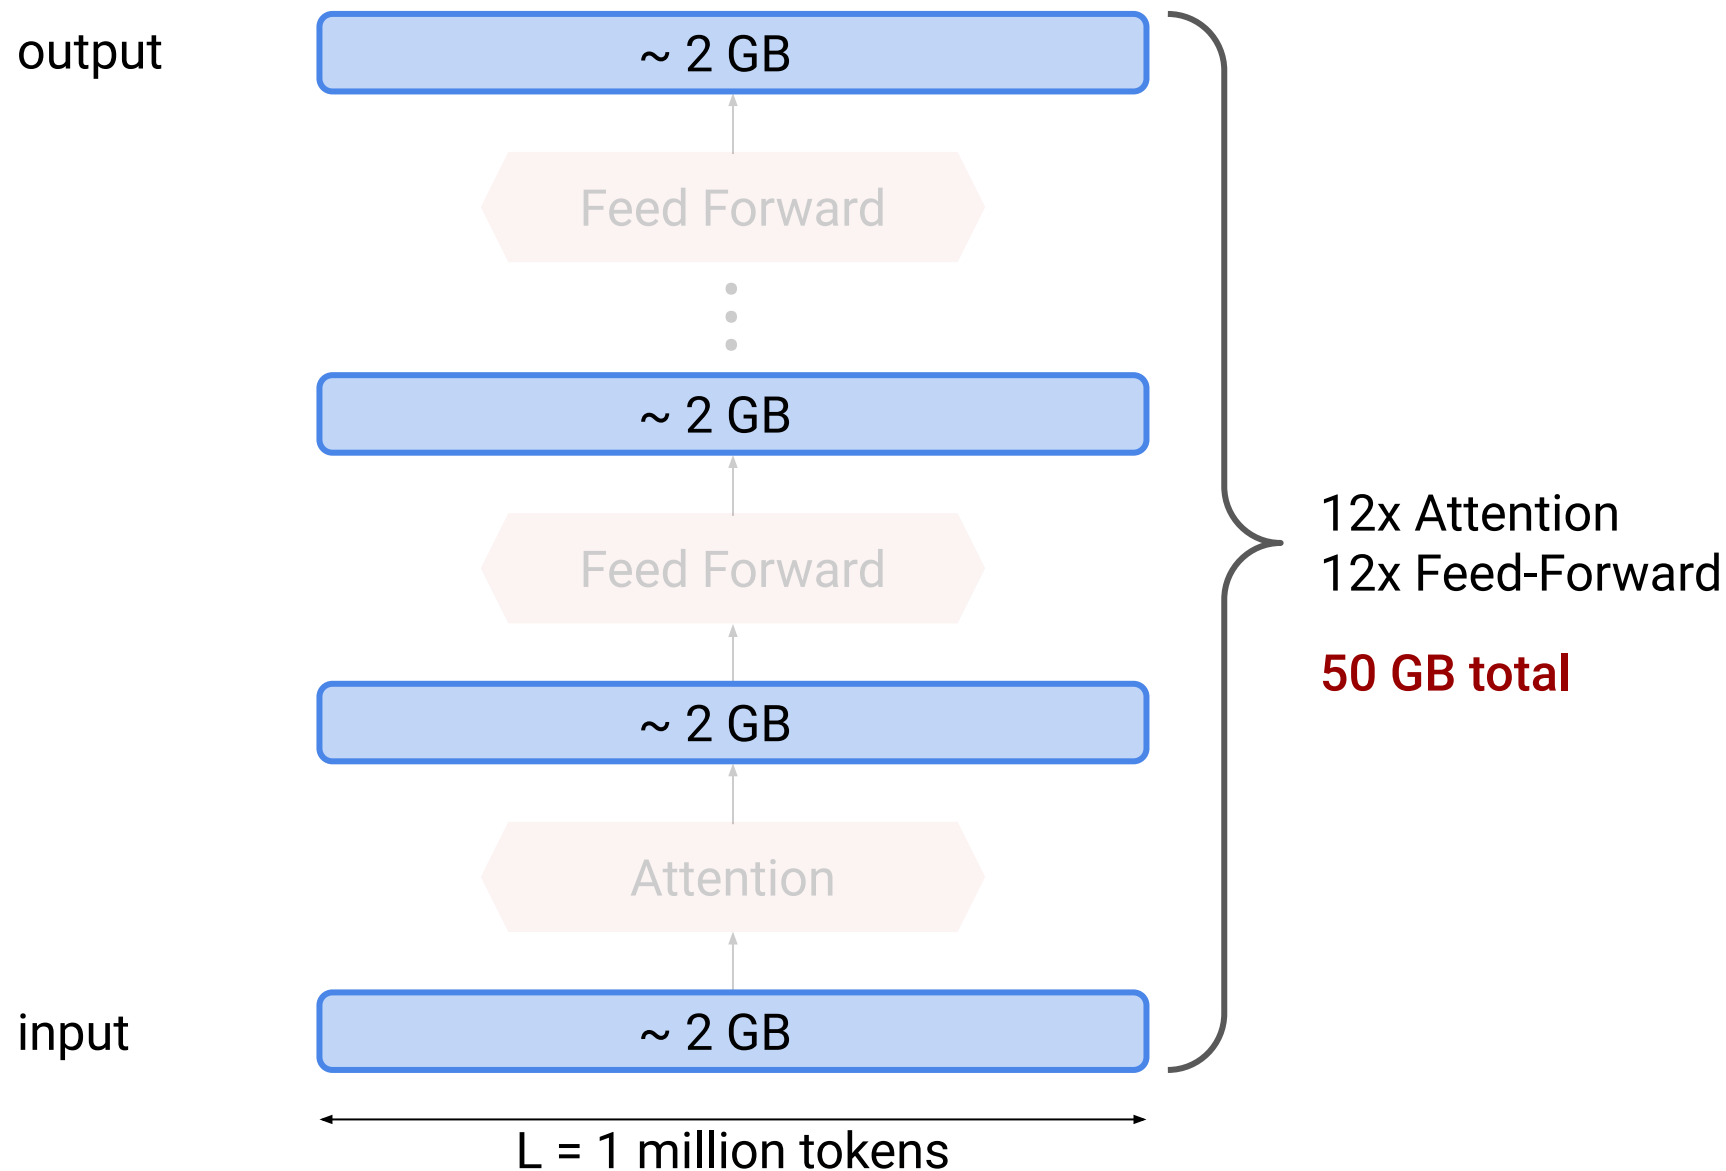 output
~ 2 GB
Feed Forward
~ 2 GB
Feed Forward
12x Attention
12x Feed-Forward
50 GB total
~ 2 GB
Attention
input
~ 2 GB
L = 1 million tokens